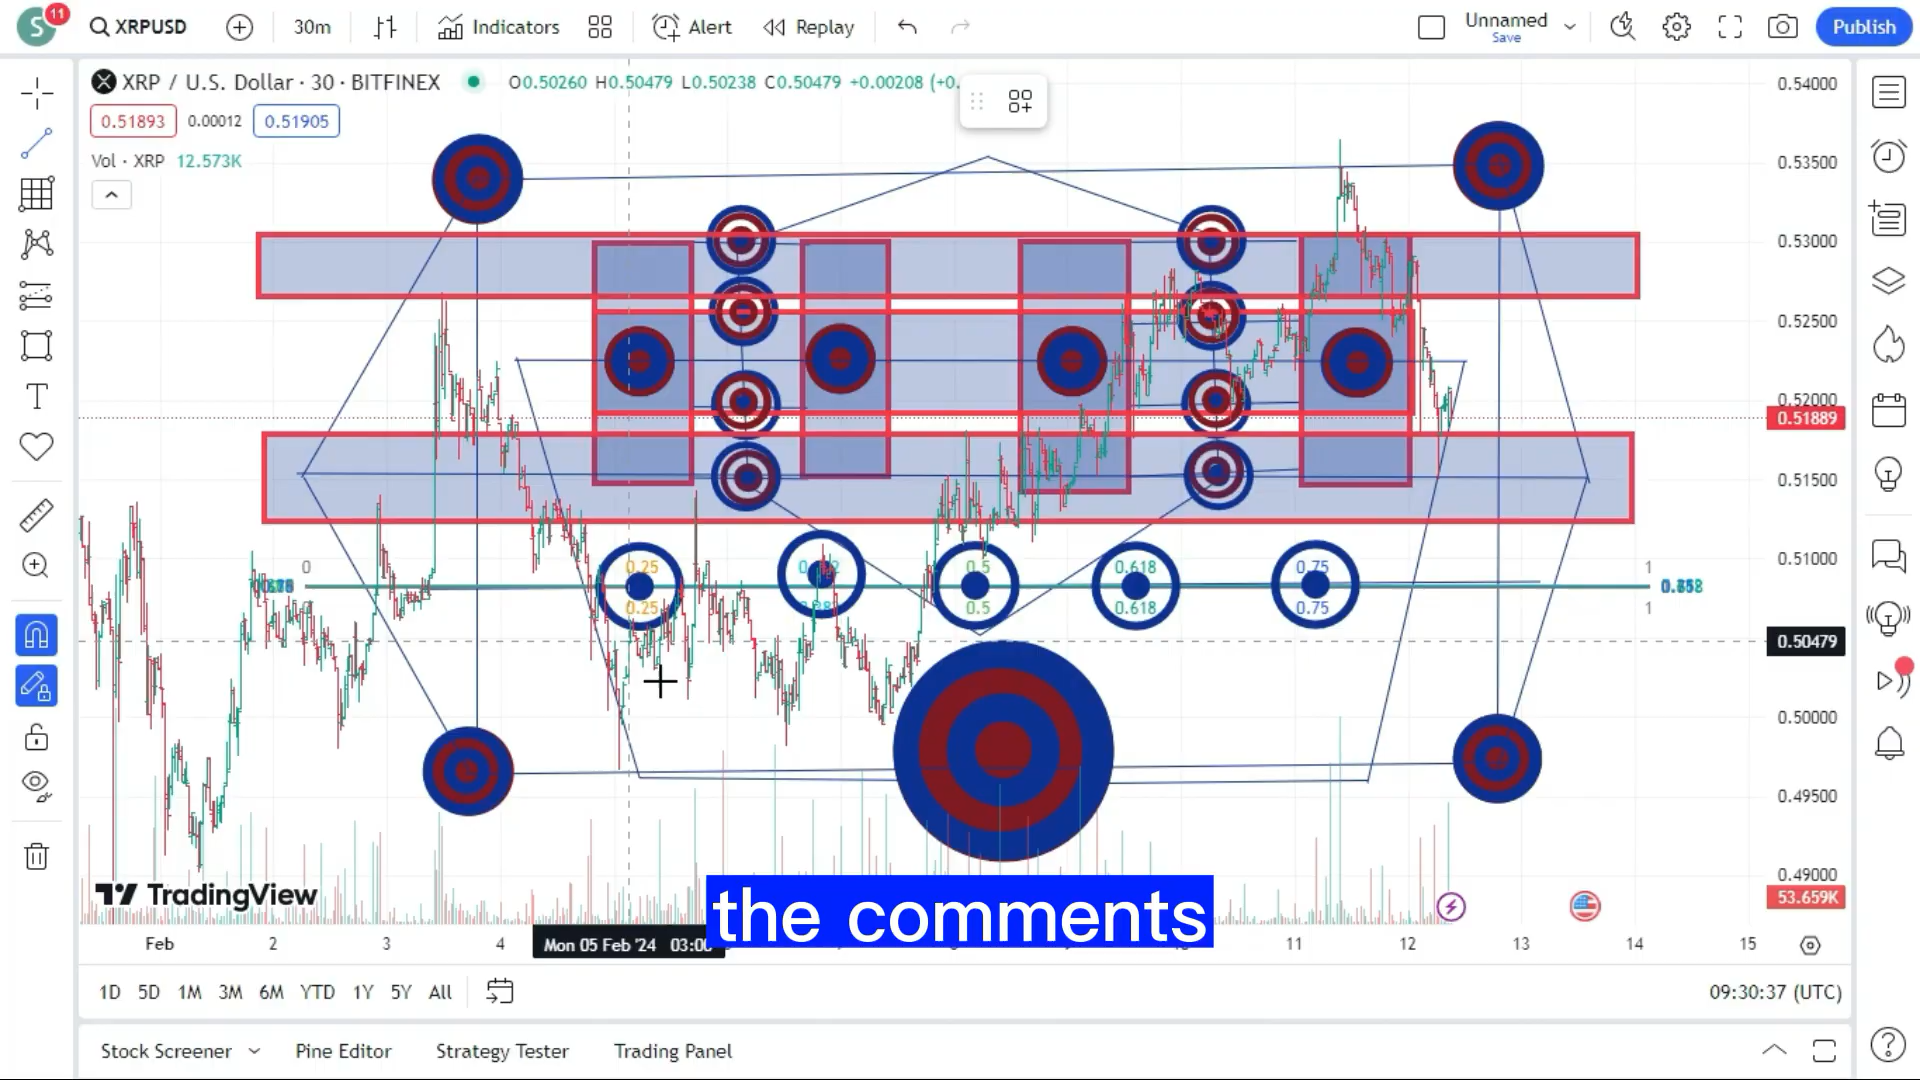 S 11 XRPUSD 30m Indicators Alert Replay Unnamed Save Publish
XRP / U.S. Dollar · 30 · BITFINEX O0.50260 H0.50479 L0.50238 C0.50479 +0.00208 (+0.
0.51893 0.00012 0.51905
Vol · XRP 12.573K
0.54000
0.53500
0.53000
0.52500
0.52000
0.51889
0.51500
0.51000
0 0.25 0.5 0.618 0.75 1
0 0.25 0.5 0.618 0.75 1
0.50479
0.50000
0.49500
0.49000
53.659K
TradingView
the comments
Feb 2 3 4 Mon 05 Feb '24 03:00 11 12 13 14 15
1D 5D 1M 3M 6M YTD 1Y 5Y All 09:30:37 (UTC)
Stock Screener Pine Editor Strategy Tester Trading Panel